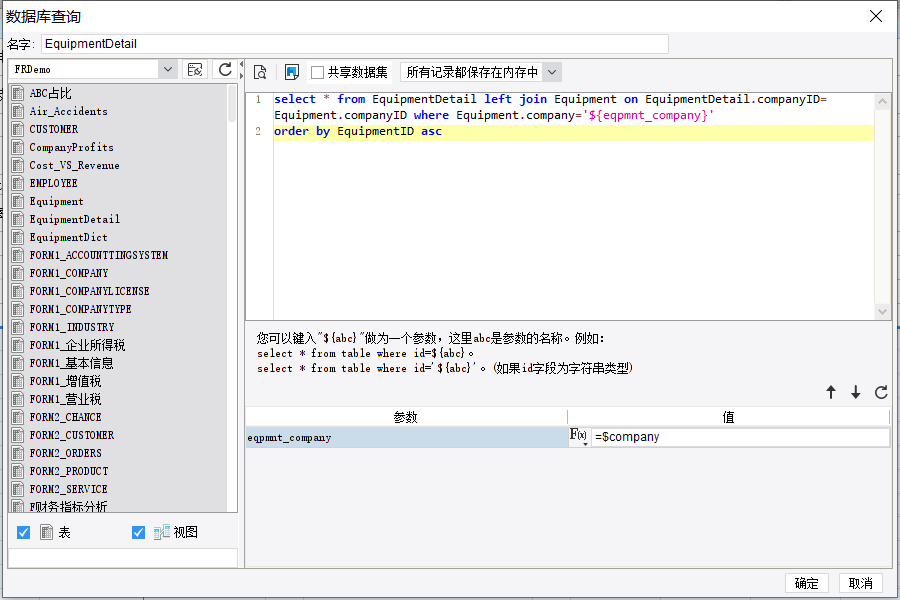 数据库查询
名字: EquipmentDetail
FRDemo
共享数据集
所有记录都保存在内存中
ABC占比
Air_Accidents
CUSTOMER
CompanyProfits
Cost_VS_Revenue
EMPLOYEE
Equipment
EquipmentDetail
EquipmentDict
FORM1_ACCOUNTTINGSYSTEM
FORM1_COMPANY
FORM1_COMPANYLICENSE
FORM1_COMPANYTYPE
FORM1_INDUSTRY
FORM1_企业所得税
FORM1_基本信息
FORM1_增值税
FORM1_营业税
FORM2_CHANCE
FORM2_CUSTOMER
FORM2_ORDERS
FORM2_PRODUCT
FORM2_SERVICE
F财务指标分析
表
视图
1 select * from EquipmentDetail left join Equipment on EquipmentDetail.companyID=
Equipment.companyID where Equipment.company='${eqpmnt_company}'
2 order by EquipmentID asc
您可以键入"${abc}"做为一个参数，这里abc是参数的名称。例如：
select * from table where id=${abc}。
select * from table where id='${abc}'。(如果id字段为字符串类型)
参数 值
eqpmnt_company F(x) =$company
确定 取消